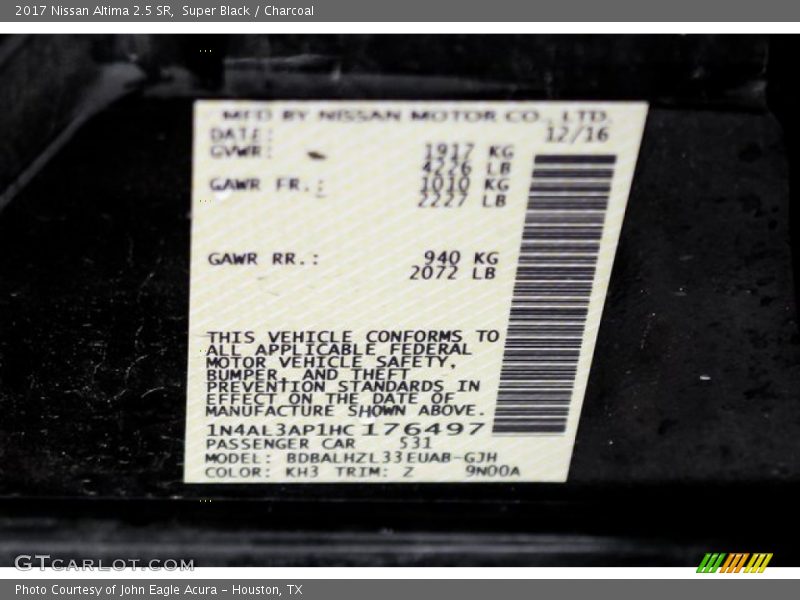 2017 Nissan Altima 2.5 SR, Super Black / Charcoal
MFD BY NISSAN MOTOR CO., LTD.
DATE: 12/16
GVWR: 1917 KG
4226 LB
GAWR FR.: 1010 KG
2227 LB
GAWR RR.: 940 KG
2072 LB
THIS VEHICLE CONFORMS TO
ALL APPLICABLE FEDERAL
MOTOR VEHICLE SAFETY,
BUMPER, AND THEFT
PREVENTION STANDARDS IN
EFFECT ON THE DATE OF
MANUFACTURE SHOWN ABOVE.
1N4AL3AP1HC176497
PASSENGER CAR 531
MODEL: BDBALHZL33EUAB-GJH
COLOR: KH3 TRIM: Z 9N00A
GTCARLOT.COM
Photo Courtesy of John Eagle Acura - Houston, TX